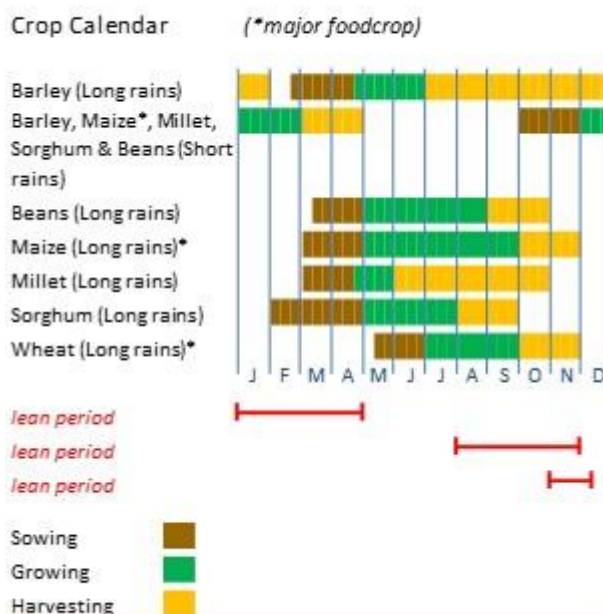 Crop Calendar (*major foodcrop)
Barley (Long rains)
Barley, Maize*, Millet,
Sorghum & Beans (Short
rains)
Beans (Long rains)
Maize (Long rains)*
Millet (Long rains)
Sorghum (Long rains)
Wheat (Long rains)*
J F M A M J J A S O N D
lean period
lean period
lean period
Sowing
Growing
Harvesting